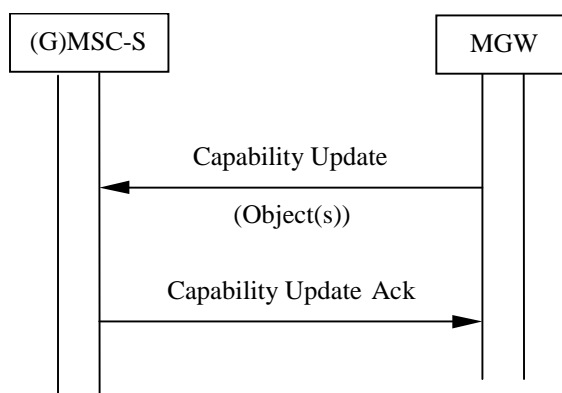 (G)MSC-S
MGW
Capability Update
(Object(s))
Capability Update Ack